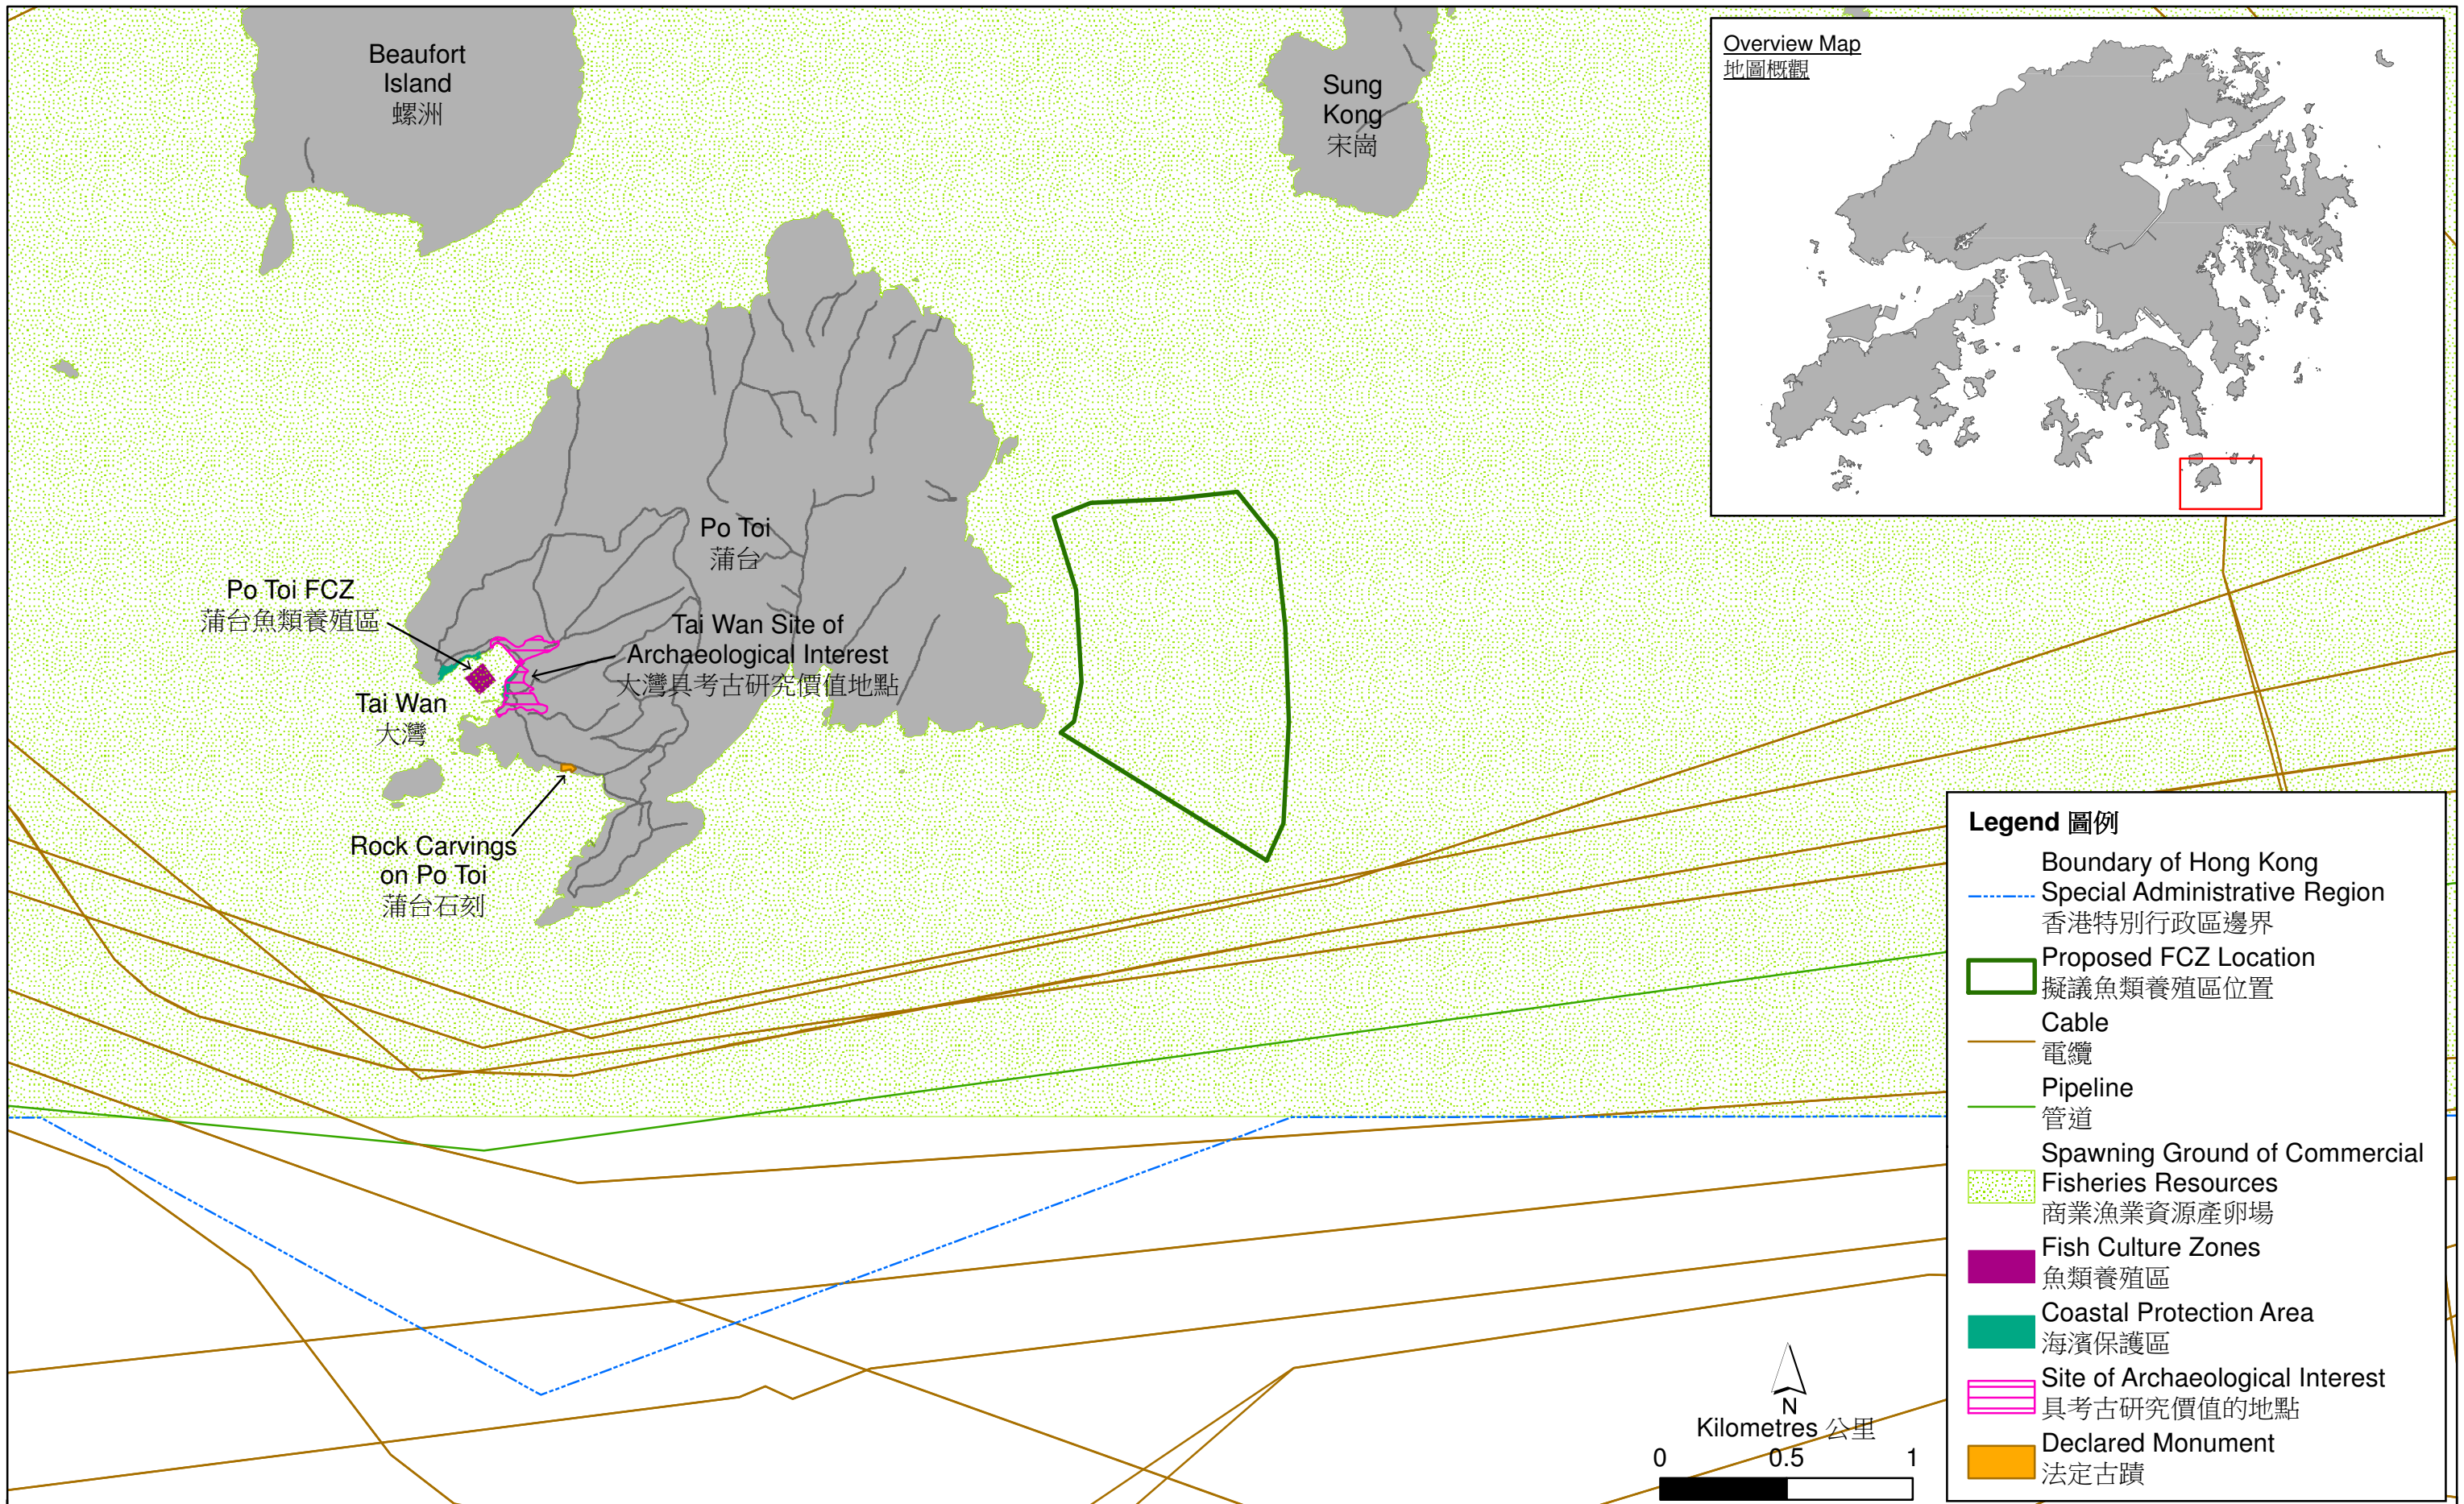 Beaufort
Island
螺洲
Sung
Kong
宋崗
Overview Map
地圖概觀
Po Toi
蒲台
Po Toi FCZ
蒲台魚類養殖區
Tai Wan Site of
Archaeological Interest
大灣具考古研究價值地點
Tai Wan
大灣
Rock Carvings
on Po Toi
蒲台石刻
Legend 圖例
Boundary of Hong Kong
Special Administrative Region
香港特別行政區邊界
Proposed FCZ Location
擬議魚類養殖區位置
Cable
電纜
Pipeline
管道
Spawning Ground of Commercial
Fisheries Resources
商業漁業資源產卵場
Fish Culture Zones
魚類養殖區
Coastal Protection Area
海濱保護區
Site of Archaeological Interest
具考古研究價值的地點
Declared Monument
法定古蹟
N
Kilometres 公里
0 0.5 1